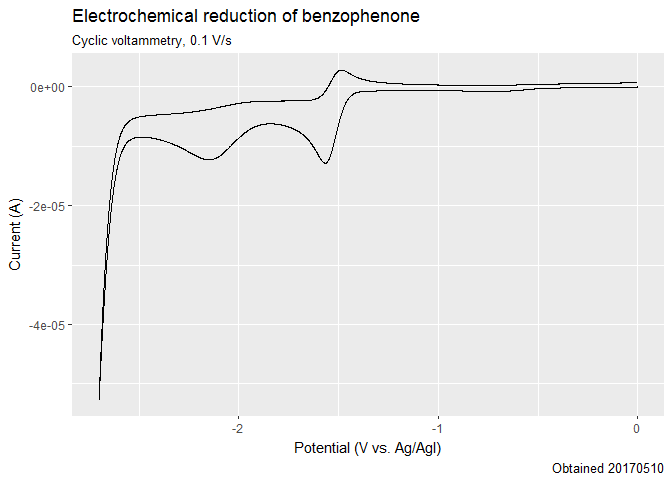 Electrochemical reduction of benzophenone
Cyclic voltammetry, 0.1 V/s
0e+00
-2e-05
-4e-05
Current (A)
-2
-1
0
Potential (V vs. Ag/AgI)
Obtained 20170510